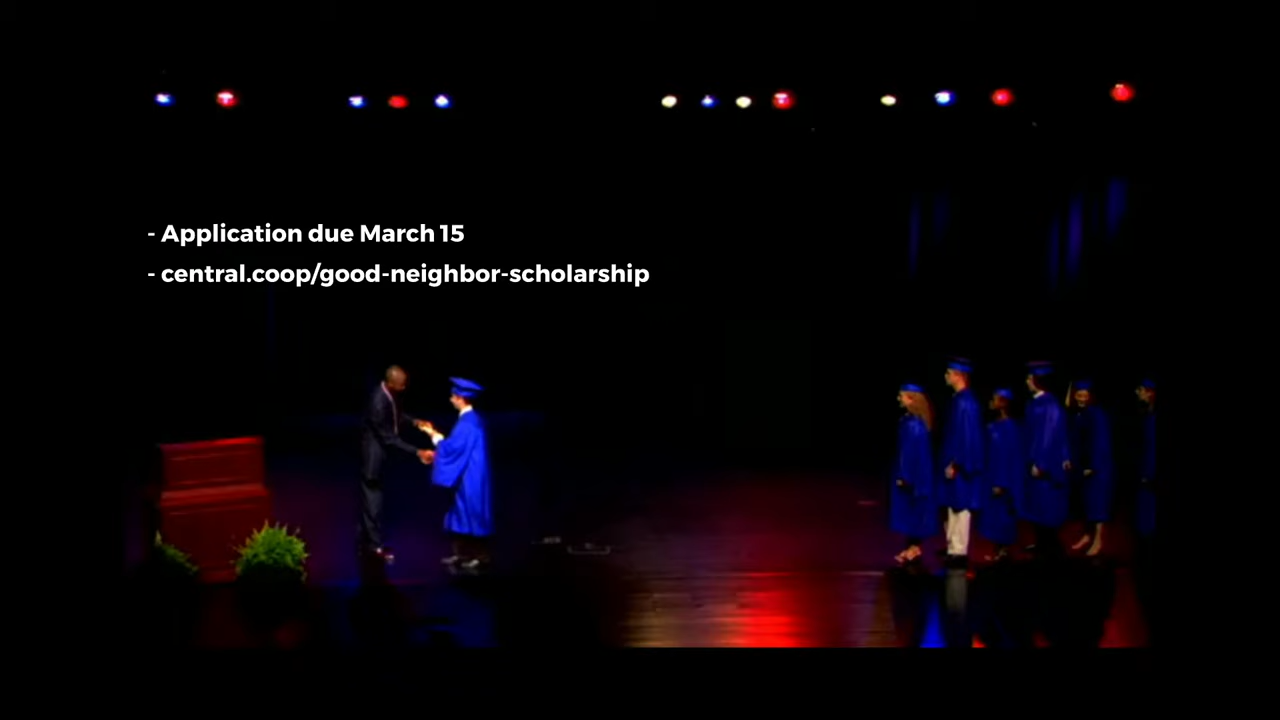 - Application due March 15
- central.coop/good-neighbor-scholarship